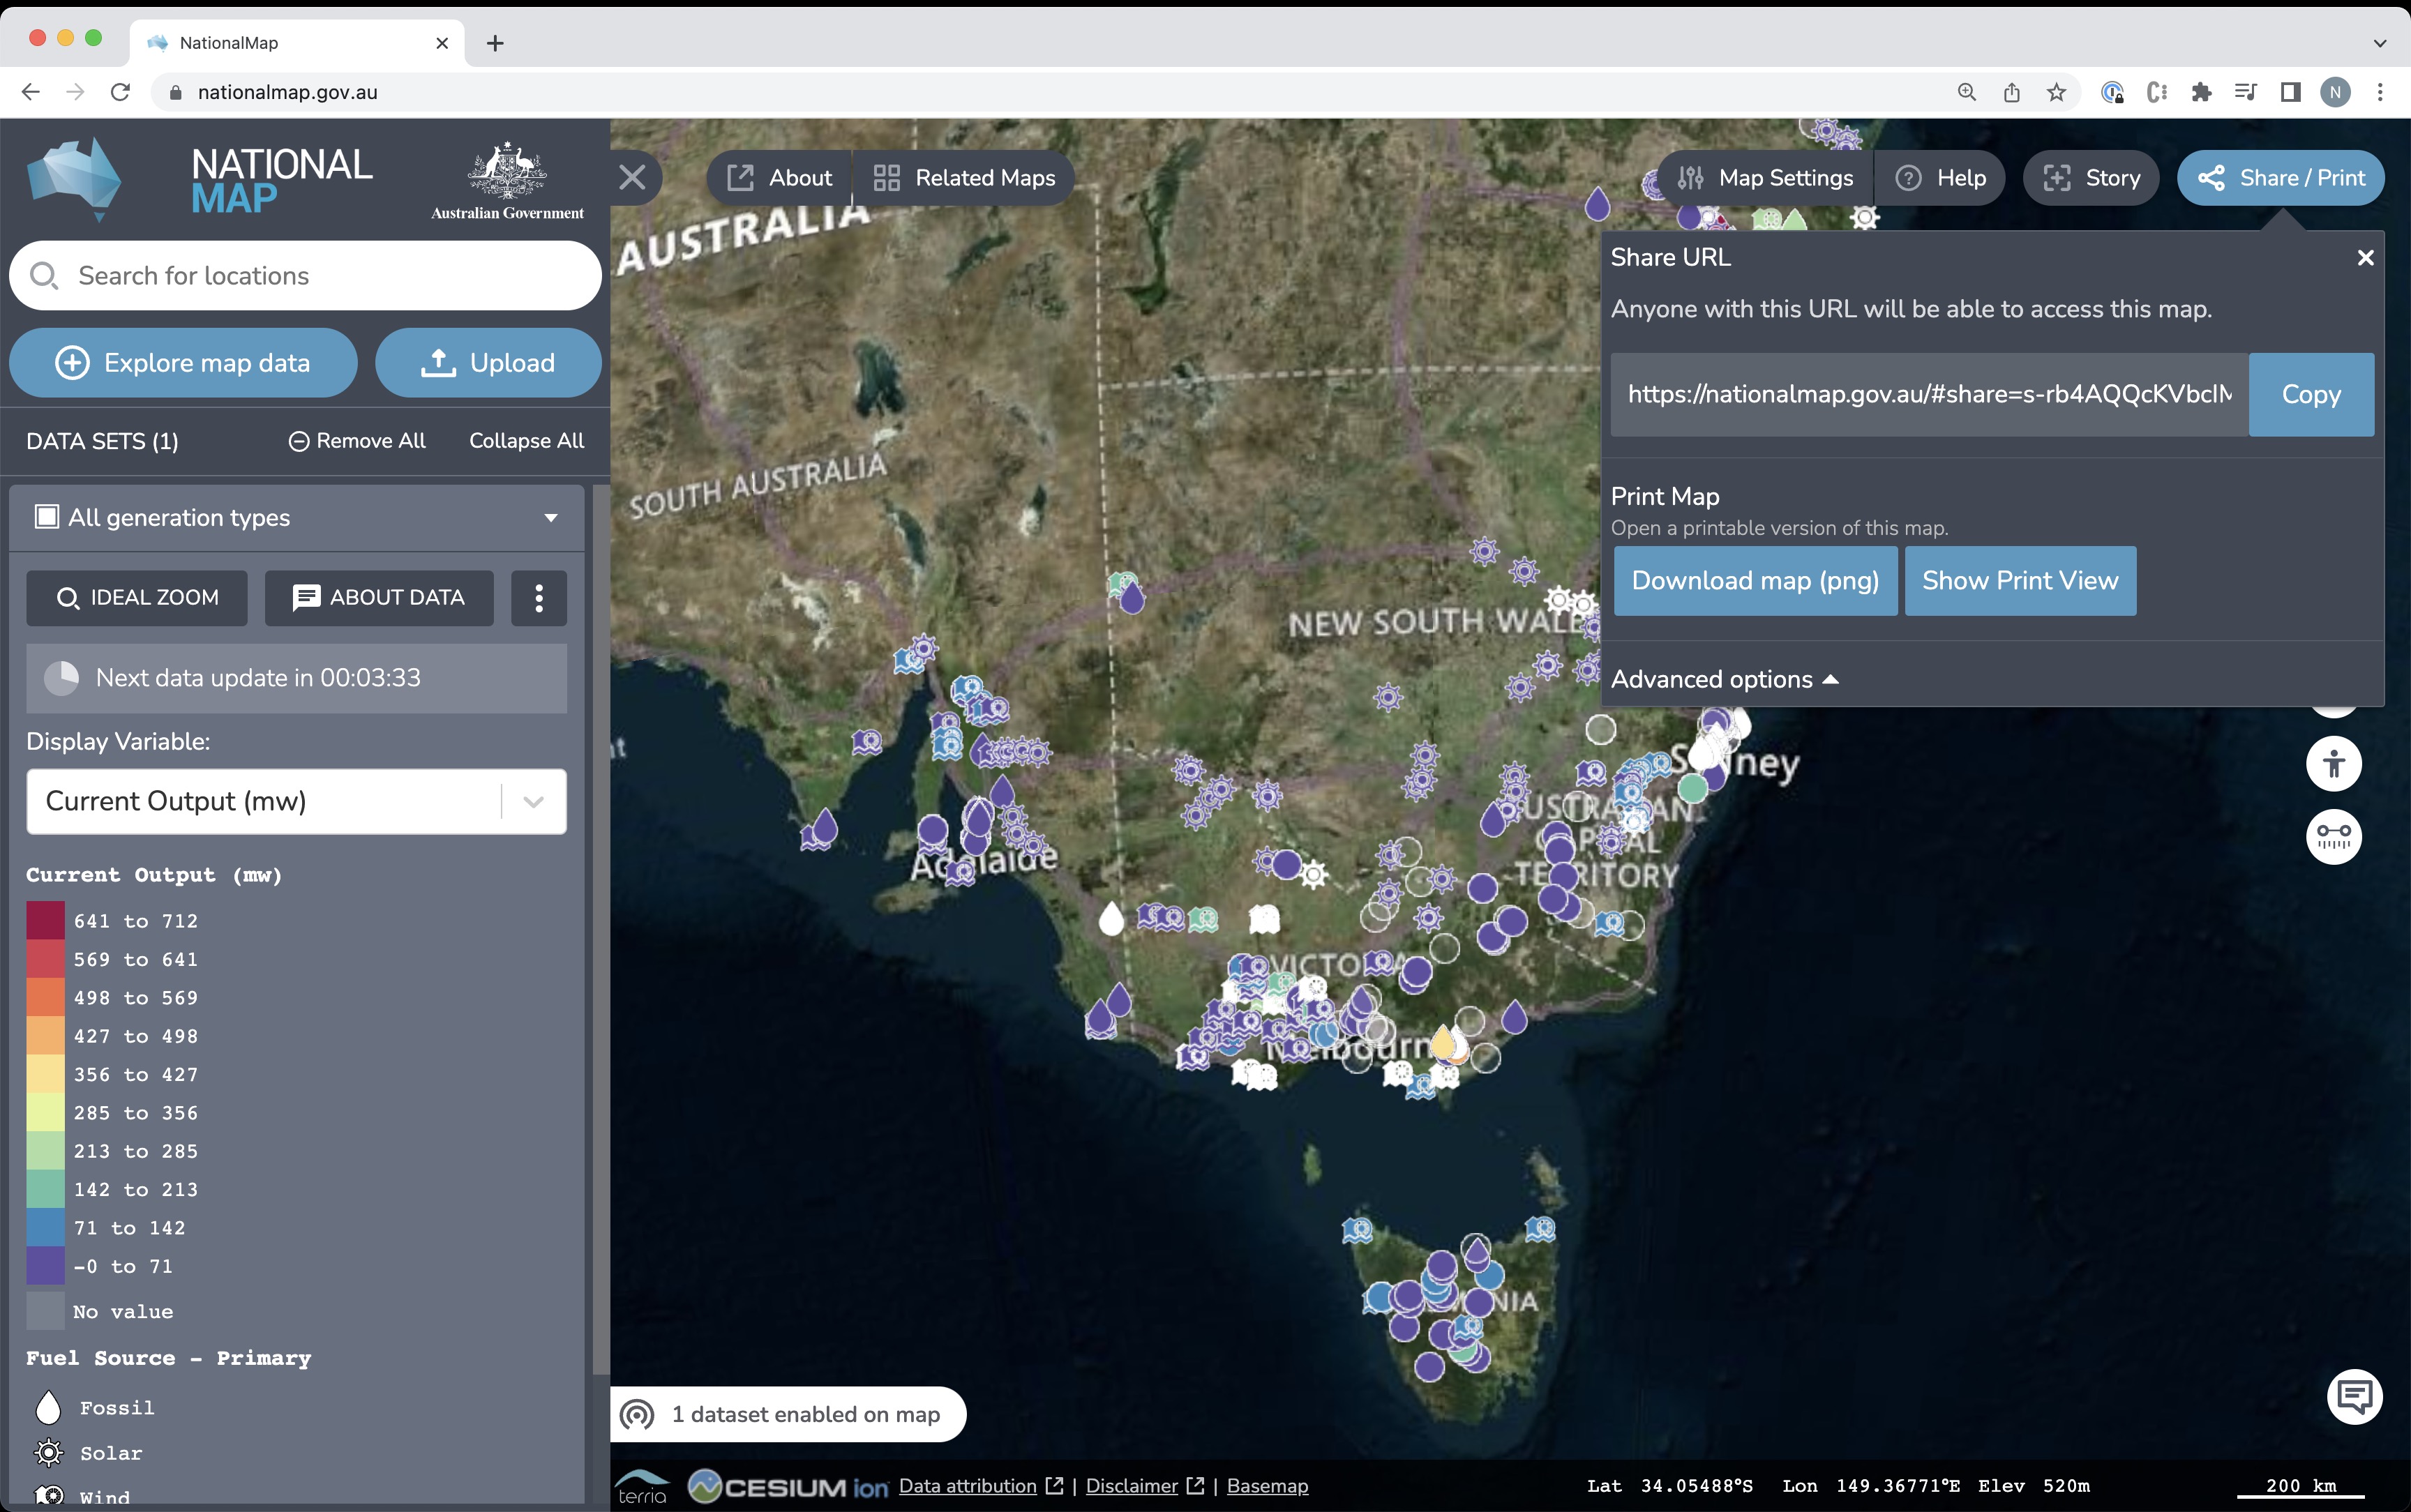 NationalMap
nationalmap.gov.au
N
NATIONAL
MAP
Australian Government
About
Related Maps
Map Settings
Help
Story
Share / Print
Search for locations
Explore map data
Upload
DATA SETS (1)
Remove All
Collapse All
All generation types
IDEAL ZOOM
ABOUT DATA
Next data update in 00:03:33
Display Variable:
Current Output (mw)
Current Output (mw)
641 to 712
569 to 641
498 to 569
427 to 498
356 to 427
285 to 356
213 to 285
142 to 213
71 to 142
-0 to 71
No value
Fuel Source - Primary
Fossil
Solar
Wind
Share URL
Anyone with this URL will be able to access this map.
https://nationalmap.gov.au/#share=s-rb4AQQcKVbcIM
Copy
Print Map
Open a printable version of this map.
Download map (png)
Show Print View
Advanced options
AUSTRALIA
SOUTH AUSTRALIA
NEW SOUTH WALE
Adelaide
TERRITORY
VICTORIA
1 dataset enabled on map
terria
CESIUM ion
Data attribution | Disclaimer | Basemap
Lat 34.05488°S Lon 149.36771°E Elev 520m
200 km